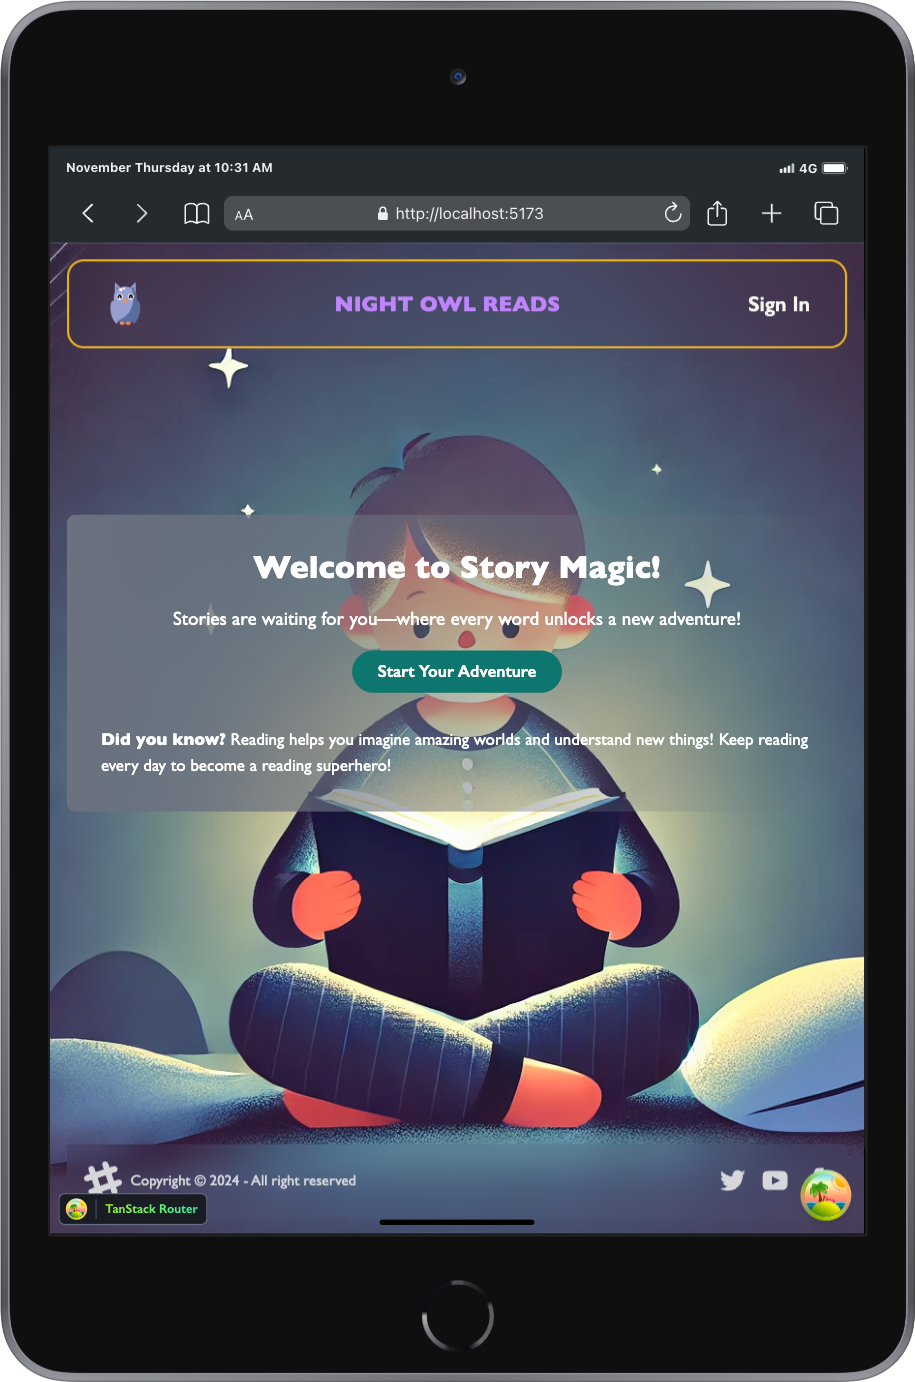 November Thursday at 10:31 AM
4G
AA
http://localhost:5173
NIGHT OWL READS
Sign In
Welcome to Story Magic!
Stories are waiting for you—where every word unlocks a new adventure!
Start Your Adventure
Did you know? Reading helps you imagine amazing worlds and understand new things! Keep reading
every day to become a reading superhero!
Copyright © 2024 - All right reserved
TanStack Router